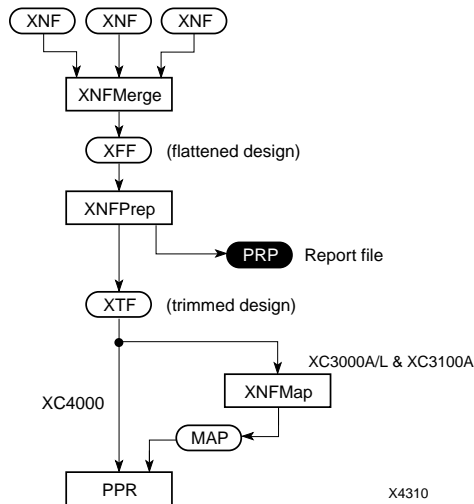 XNF XNF XNF
XNFMerge
XFF (flattened design)
XNFPrep
PRP Report file
XTF (trimmed design)
XC3000A/L & XC3100A
XNFMap
XC4000
MAP
PPR
X4310